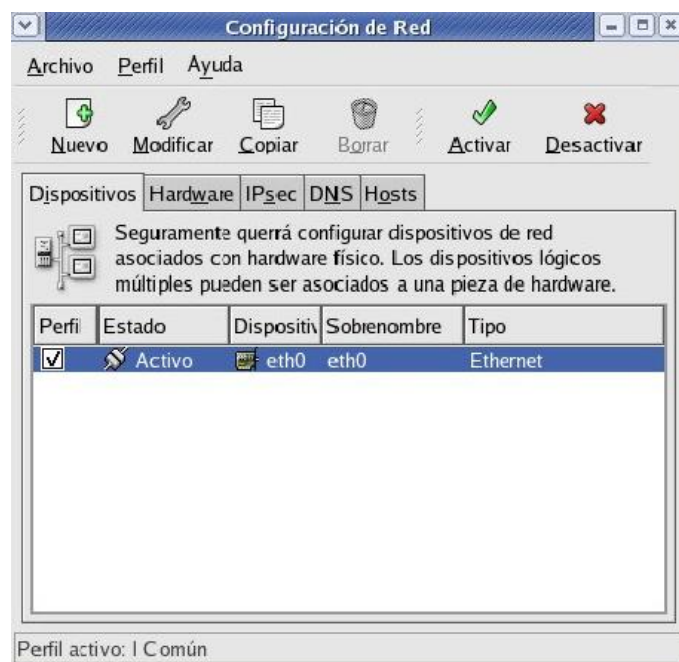 Configuración de Red
Archivo Perfil Ayuda
Nuevo Modificar Copiar Borrar Activar Desactivar
Dispositivos Hardware IPsec DNS Hosts
Seguramente querrá configurar dispositivos de red
asociados con hardware físico. Los dispositivos lógicos
múltiples pueden ser asociados a una pieza de hardware.
Perfil Estado Dispositiv Sobrenombre Tipo
Activo eth0 eth0 Ethernet
Perfil activo: l Común